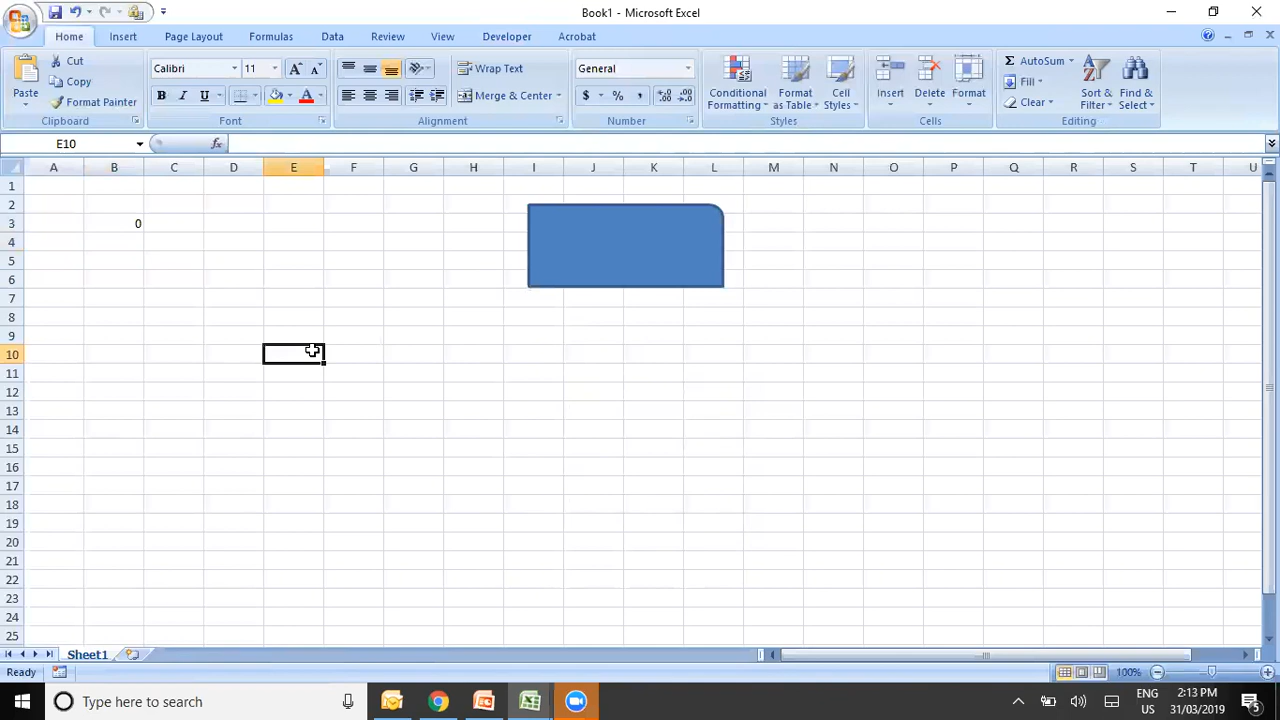 Book1 - Microsoft Excel
Home Insert Page Layout Formulas Data Review View Developer Acrobat
Paste
Cut
Copy
Format Painter
Clipboard
Calibri 11
B I U
A A
A
Font
Wrap Text
Merge & Center
Alignment
General
$ % ,
Number
Conditional Formatting
Format as Table
Cell Styles
Styles
Insert
Delete
Format
Cells
Σ AutoSum
Fill
Clear
Sort & Filter
Find & Select
Editing
E10
fx
A B C D E F G H I J K L M N O P Q R S T U
1
2
3 0
4
5
6
7
8
9
10
11
12
13
14
15
16
17
18
19
20
21
22
23
24
25
Sheet1
Ready
100%
Type here to search
ENG
US
2:13 PM
31/03/2019
5